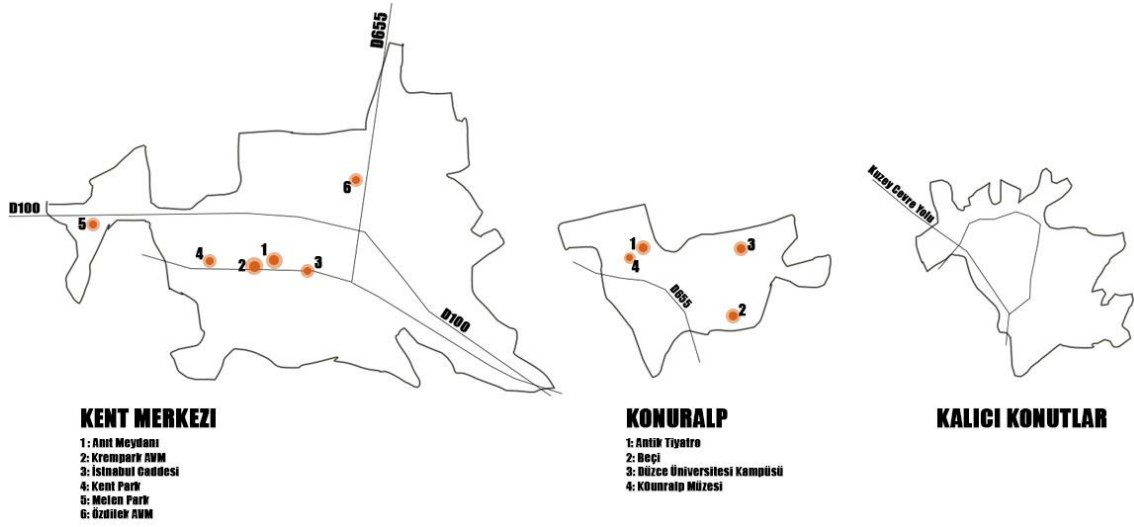 D655
Kuzey Cevre Yolu
D100
6
5
4
1
2
3
D100
1
4
3
D655
2
KENT MERKEZI
1 : Anıt Meydanı
2: Krempark AVM
3: İstnabul Caddesi
4: Kent Park
5: Melen Park
6: Özdilek AVM
KONURALP
1: Antik Tiyatro
2: Beçi
3: Düzce Üniversitesi Kampüsü
4: KOunralp Müzesi
KALICI KONUTLAR